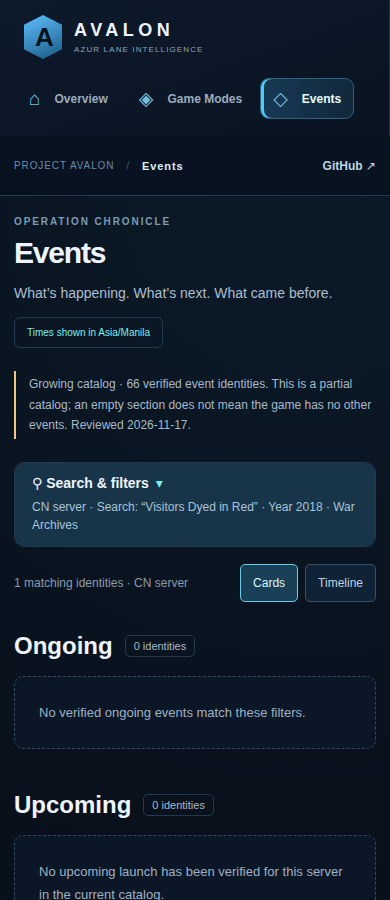 A
AVALON
AZUR LANE INTELLIGENCE
⌂ Overview ◈ Game Modes ◇ Events
PROJECT AVALON / Events GitHub ↗
OPERATION CHRONICLE
Events
What's happening. What's next. What came before.
Times shown in Asia/Manila
Growing catalog · 66 verified event identities. This is a partial
catalog; an empty section does not mean the game has no other
events. Reviewed 2026-11-17.
⚲ Search & filters ▾
CN server · Search: “Visitors Dyed in Red” · Year 2018 · War
Archives
1 matching identities · CN server Cards Timeline
Ongoing 0 identities
No verified ongoing events match these filters.
Upcoming 0 identities
No upcoming launch has been verified for this server
in the current catalog.